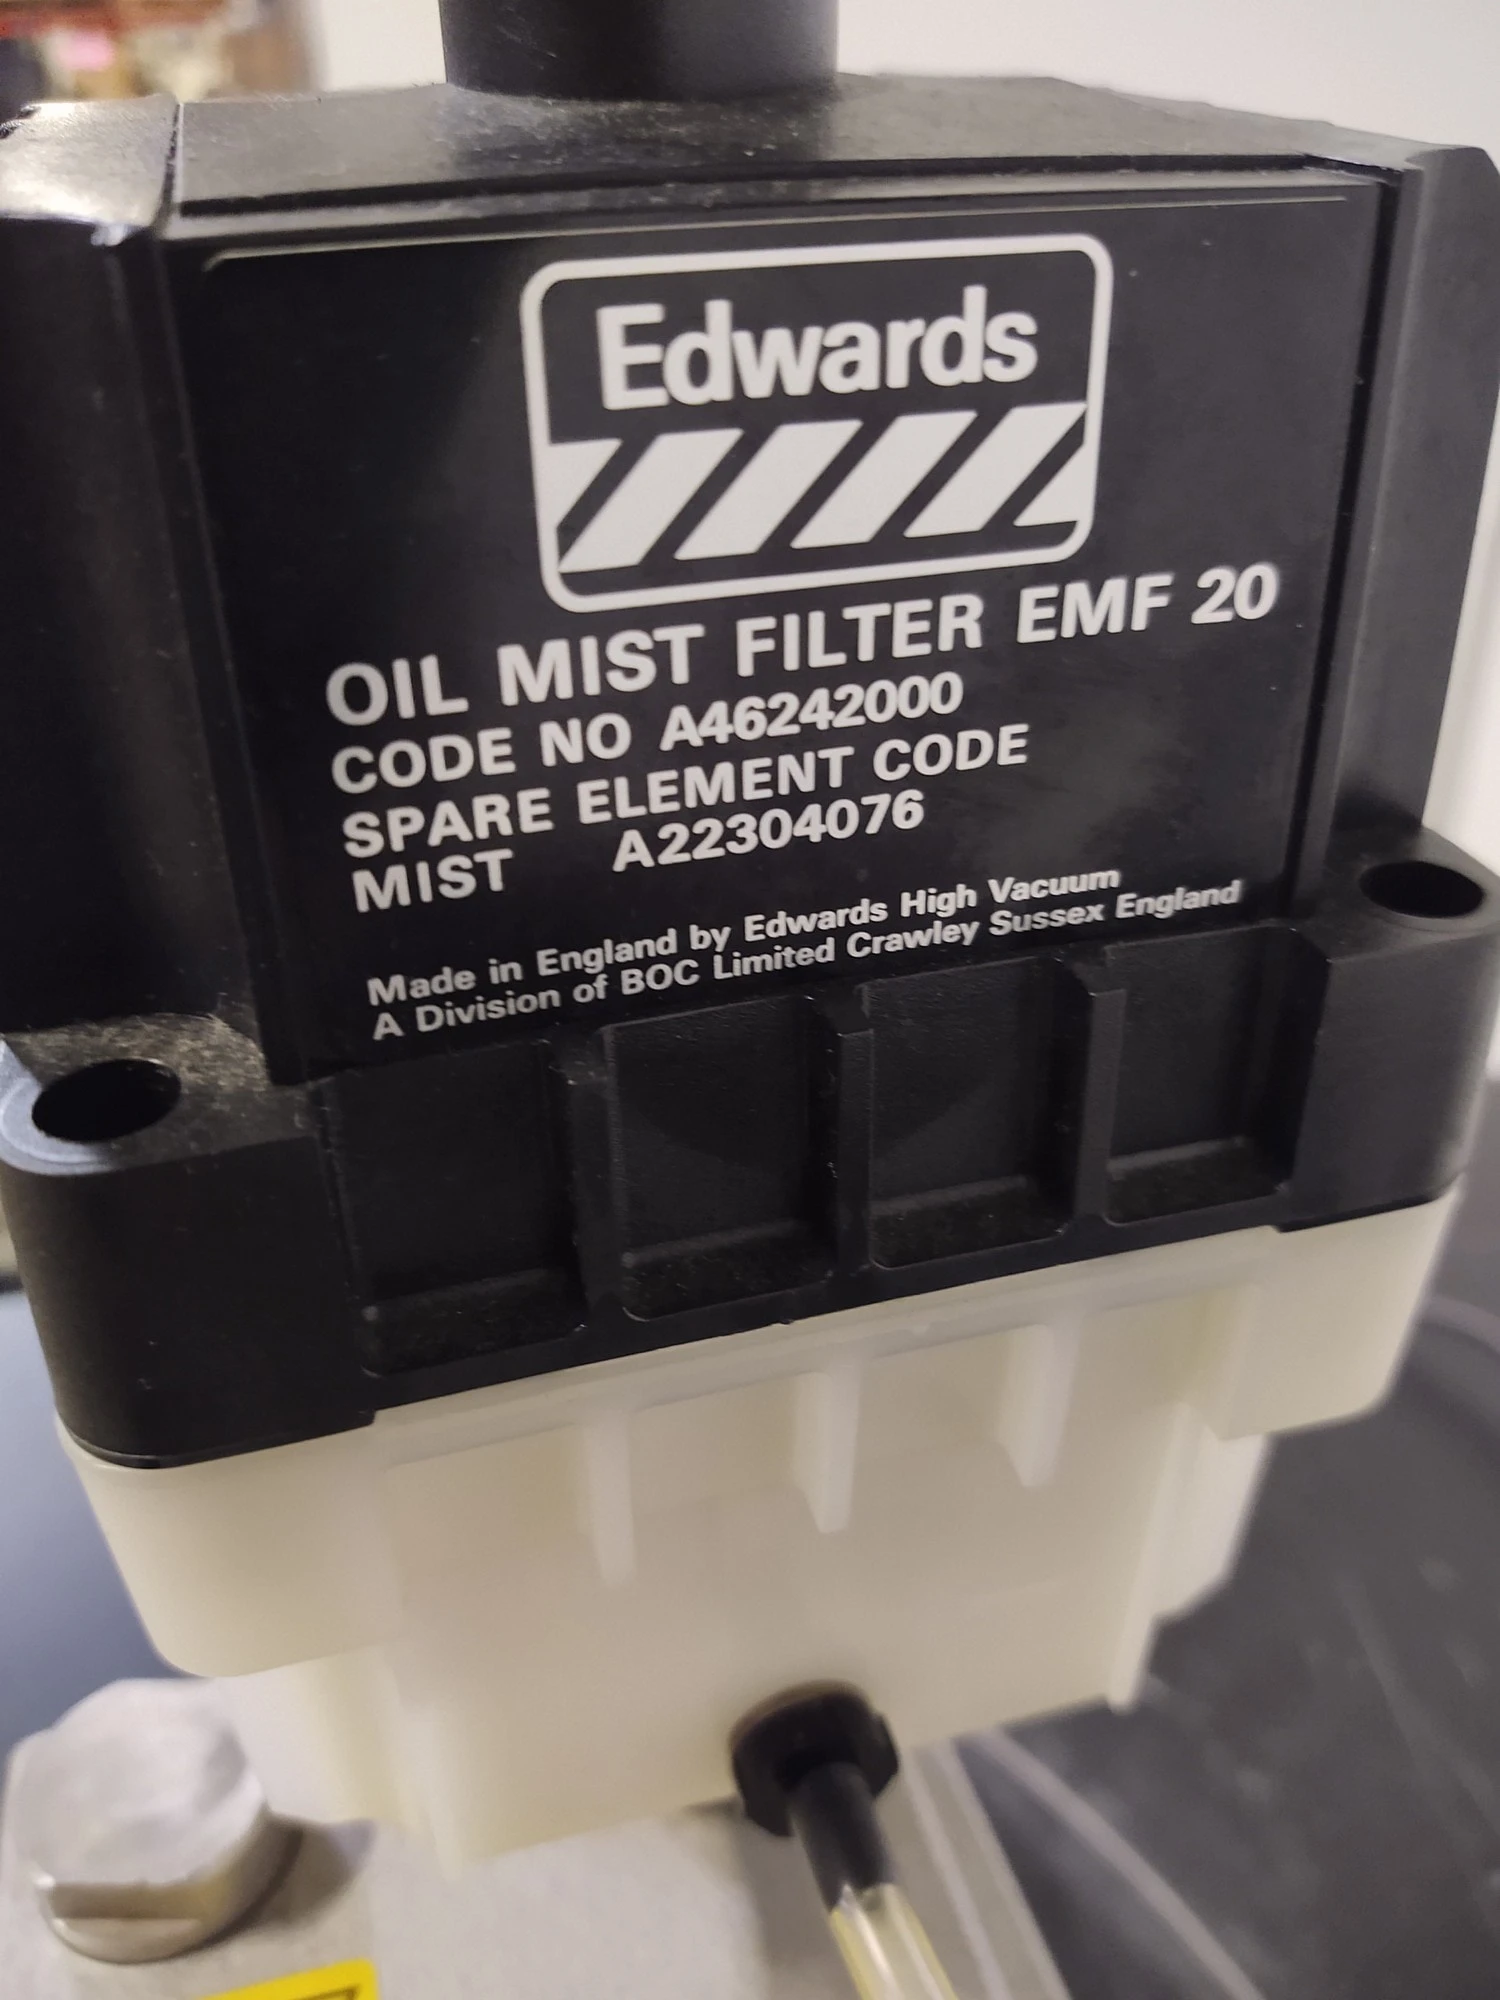 Edwards
OIL MIST FILTER EMF 20
CODE NO A46242000
SPARE ELEMENT CODE
MIST A22304076
Made in England by Edwards High Vacuum
A Division of BOC Limited Crawley Sussex England